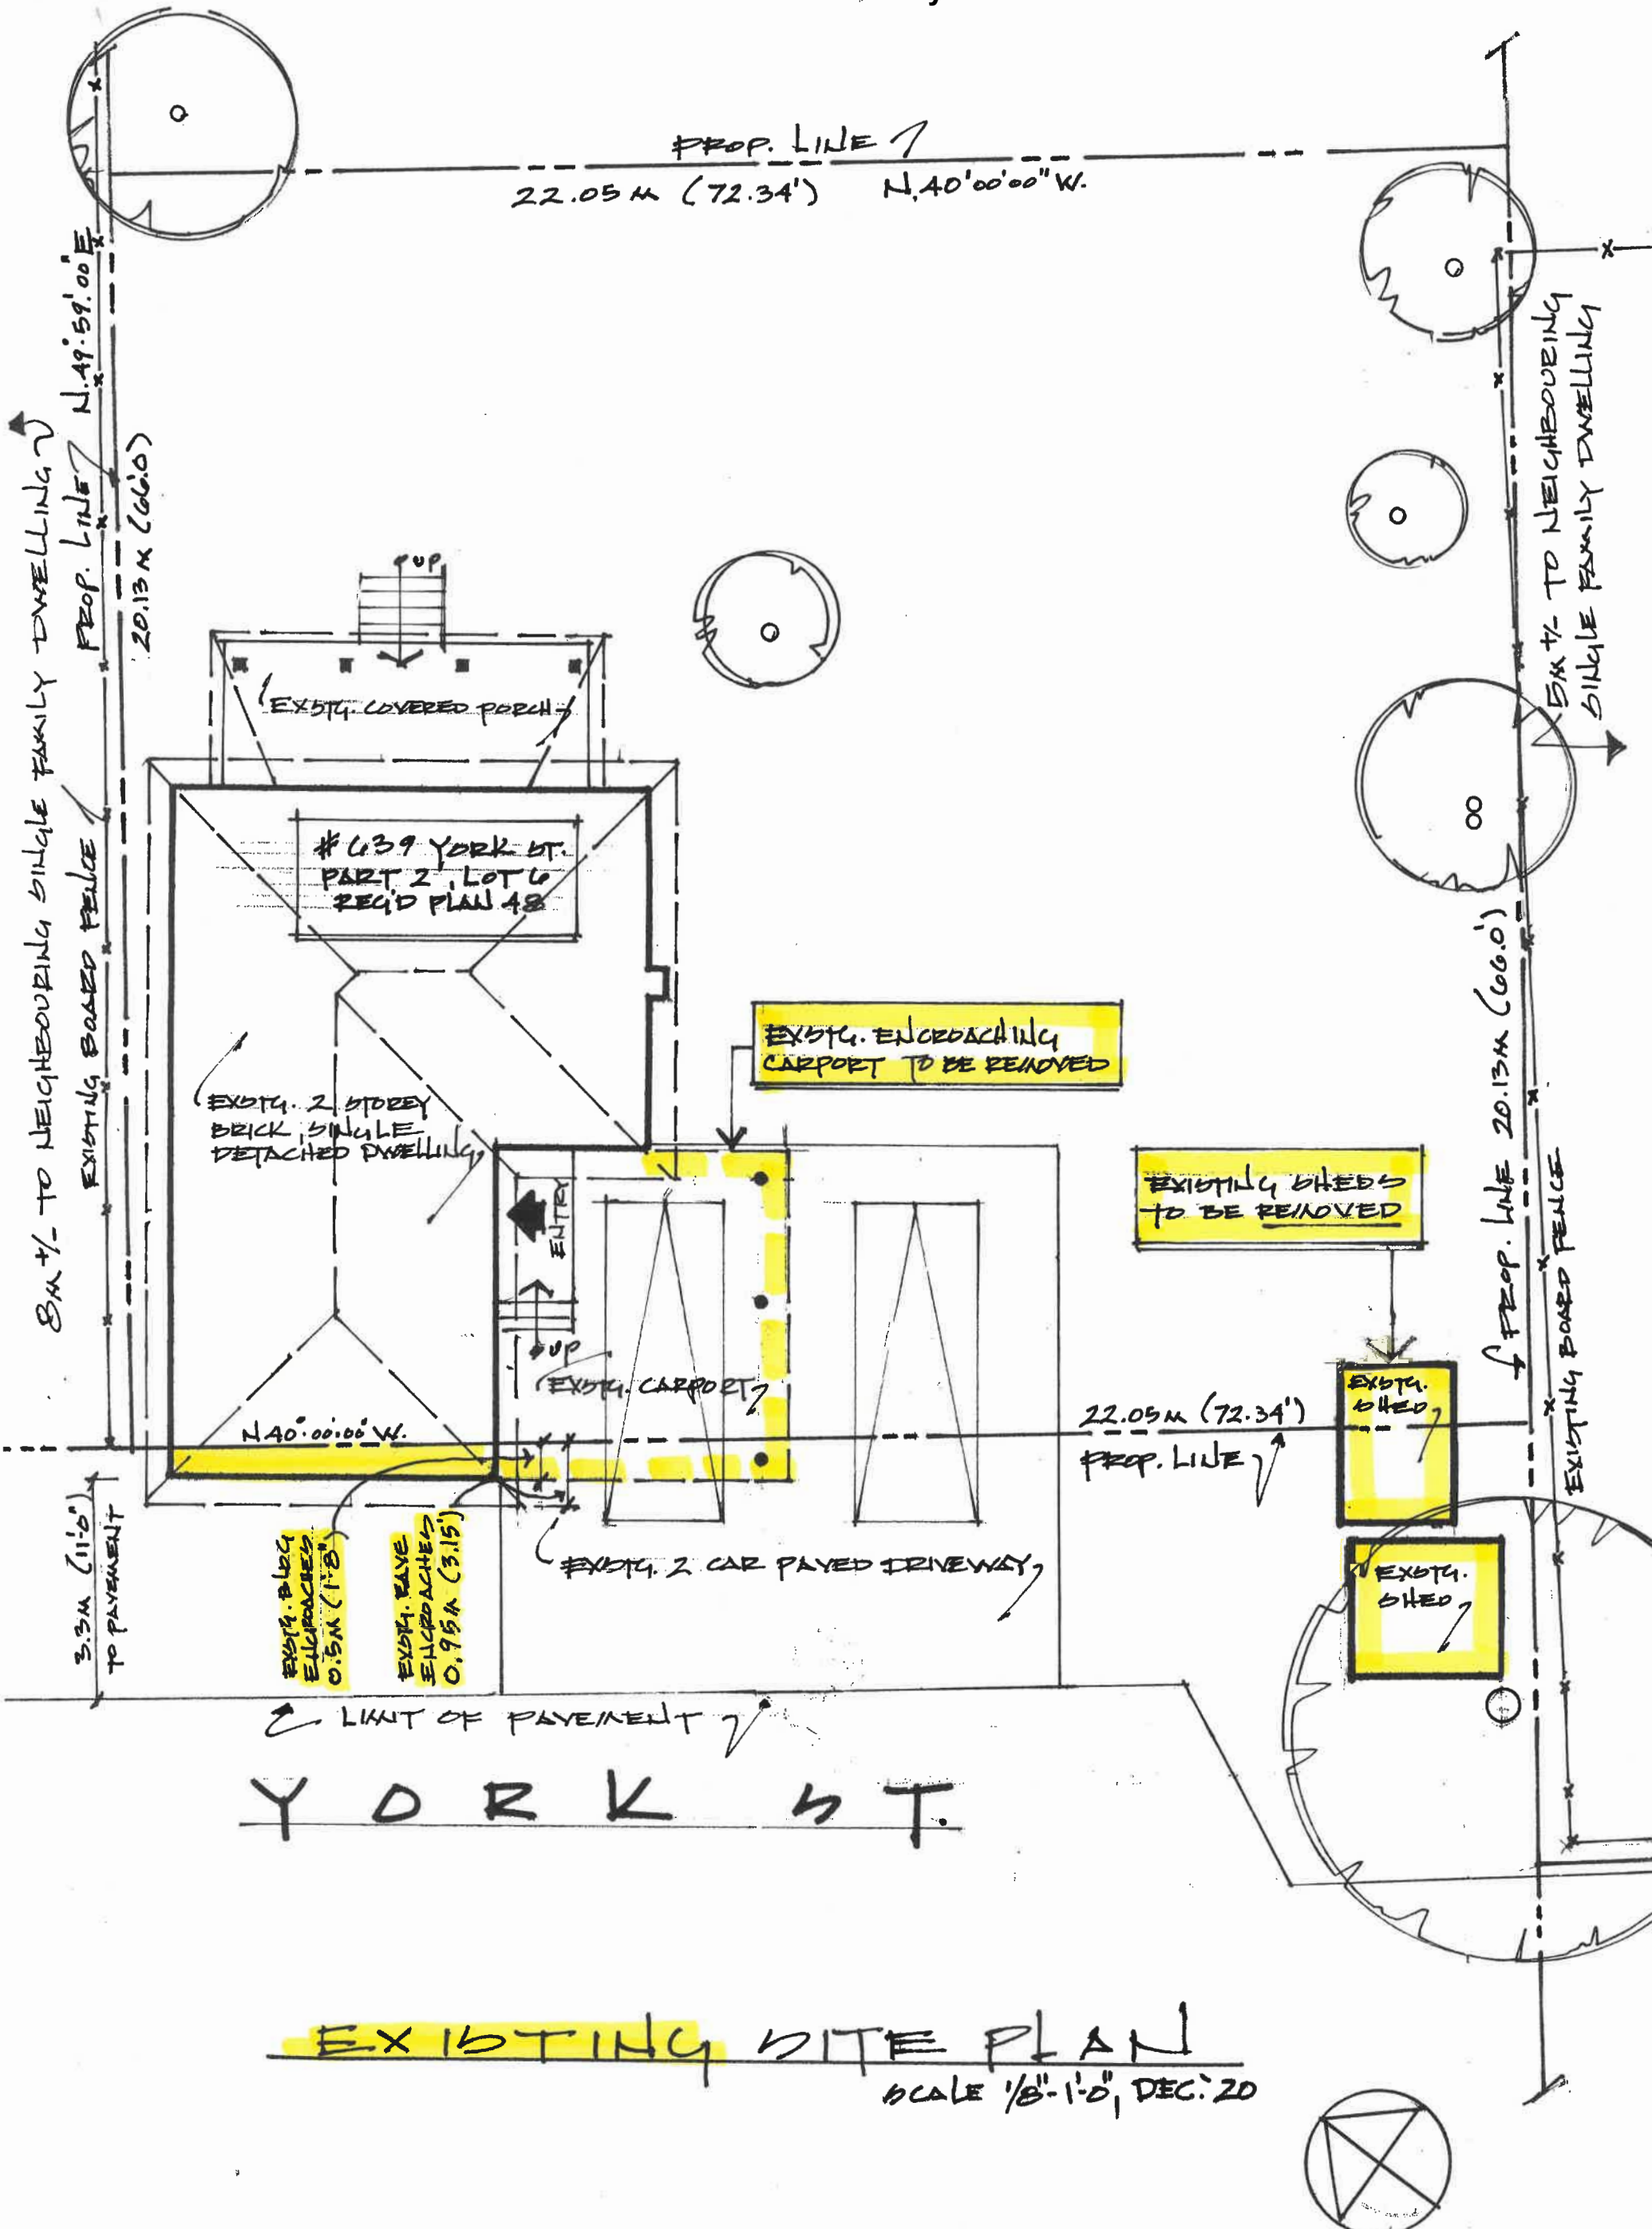 PROP. LINE
22.05 M (72.34') N.40°00'00" W.
PROP. LINE N.49°.59'.00" E
20.13 M (66.0)
8M +/- TO NEIGHBOURING SINGLE FAMILY DWELLING
EXISTING BOARD FENCE
5M +/- TO NEIGHBOURING
SINGLE FAMILY DWELLING
UP
EXSTG. COVERED PORCH
#639 YORK ST.
PART 2, LOT 6
REG'D PLAN 48
EXSTG. ENCROACHING
CARPORT TO BE REMOVED
EXSTG. 2 STOREY
BRICK, SINGLE
DETACHED DWELLING
ENTRY
UP
EXSTG. CARPORT
EXISTING SHEDS
TO BE REMOVED
PROP. LINE 20.13M (66.0')
EXISTING BOARD FENCE
EXSTG.
SHED
22.05M (72.34')
PROP. LINE
N.40°.00'.00" W.
EXSTG.
SHED
3.3M (11'-0")
TO PAVEMENT
EXSTG. BLDG
ENCROACHES
0.5M (1'-8")
EXSTG. EAVE
ENCROACHES
0.95M (3.15')
EXSTG. 2 CAR PAVED DRIVEWAY
LIMIT OF PAVEMENT
YORK ST.
EXISTING SITE PLAN
SCALE 1/8"-1'-0", DEC. '20